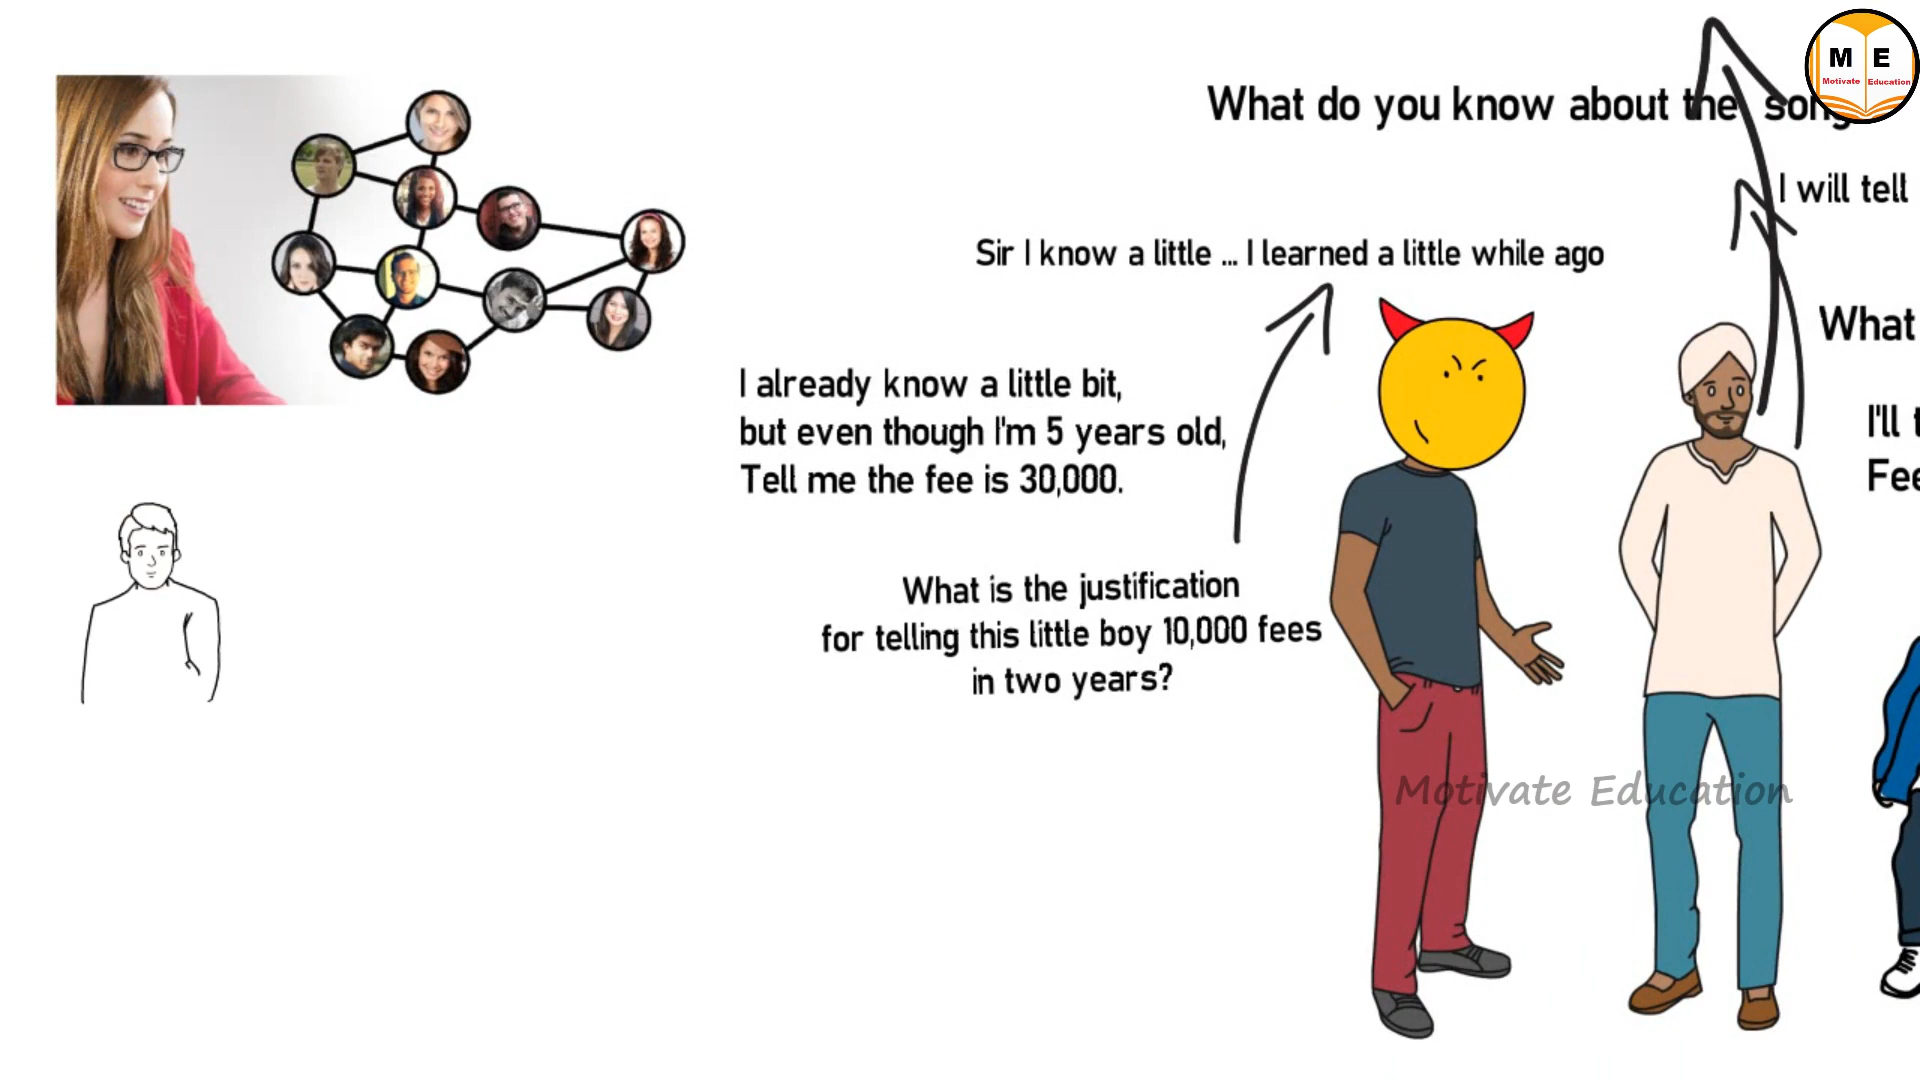 M E
Motivate Education
What do you know about the song
I will tell
Sir I know a little ... I learned a little while ago
What
I already know a little bit,
but even though I'm 5 years old,
Tell me the fee is 30,000.
I'll t
Fee
What is the justification
for telling this little boy 10,000 fees
in two years?
Motivate Education